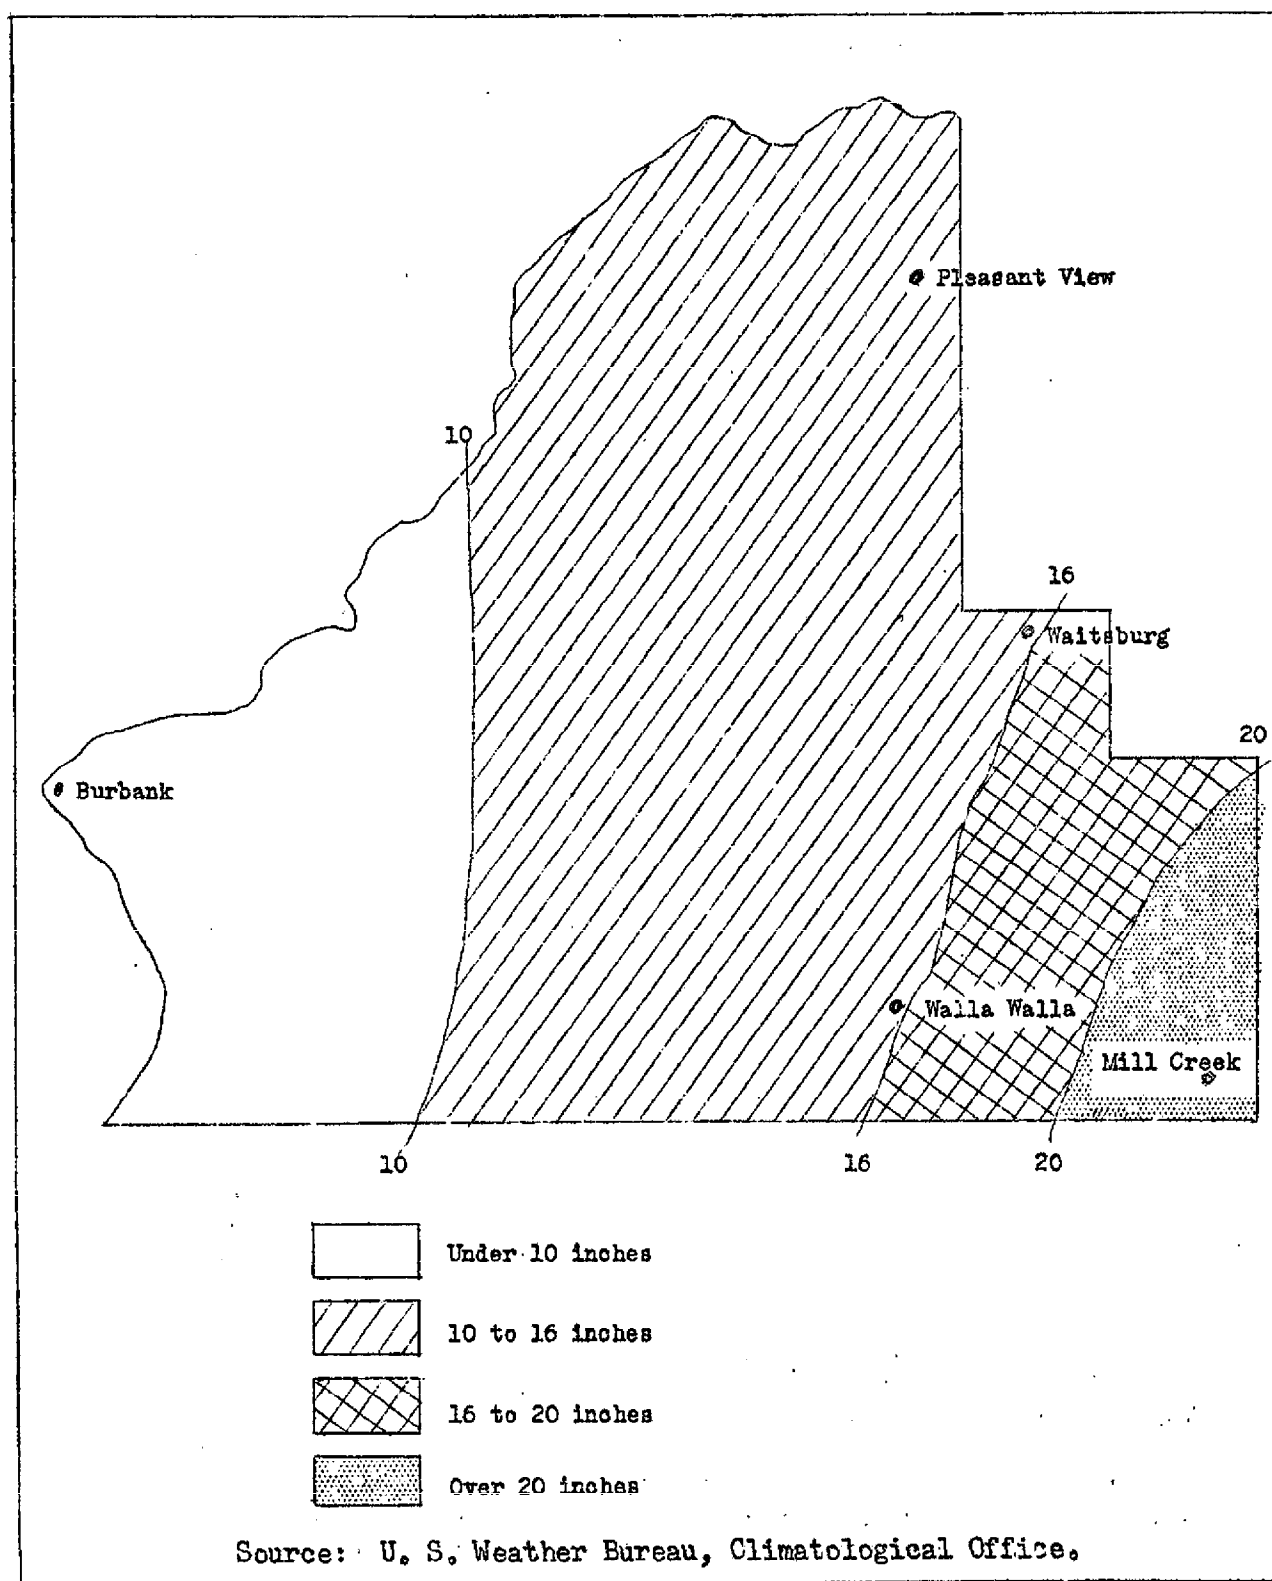 Pleasant View
10
16
Waitsburg
20
Burbank
Walla Walla
Mill Creek
10
16
20
Under 10 inches
10 to 16 inches
16 to 20 inches
Over 20 inches
Source: U. S. Weather Bureau, Climatological Office.